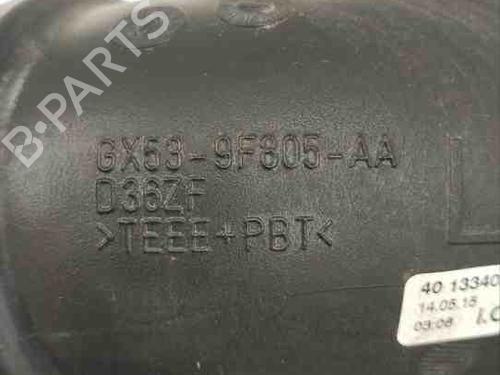 B-PARTS
GX53-9F805-AA
D36ZF
>TEEE+PBT<
40 13340
14.05.15
03:08